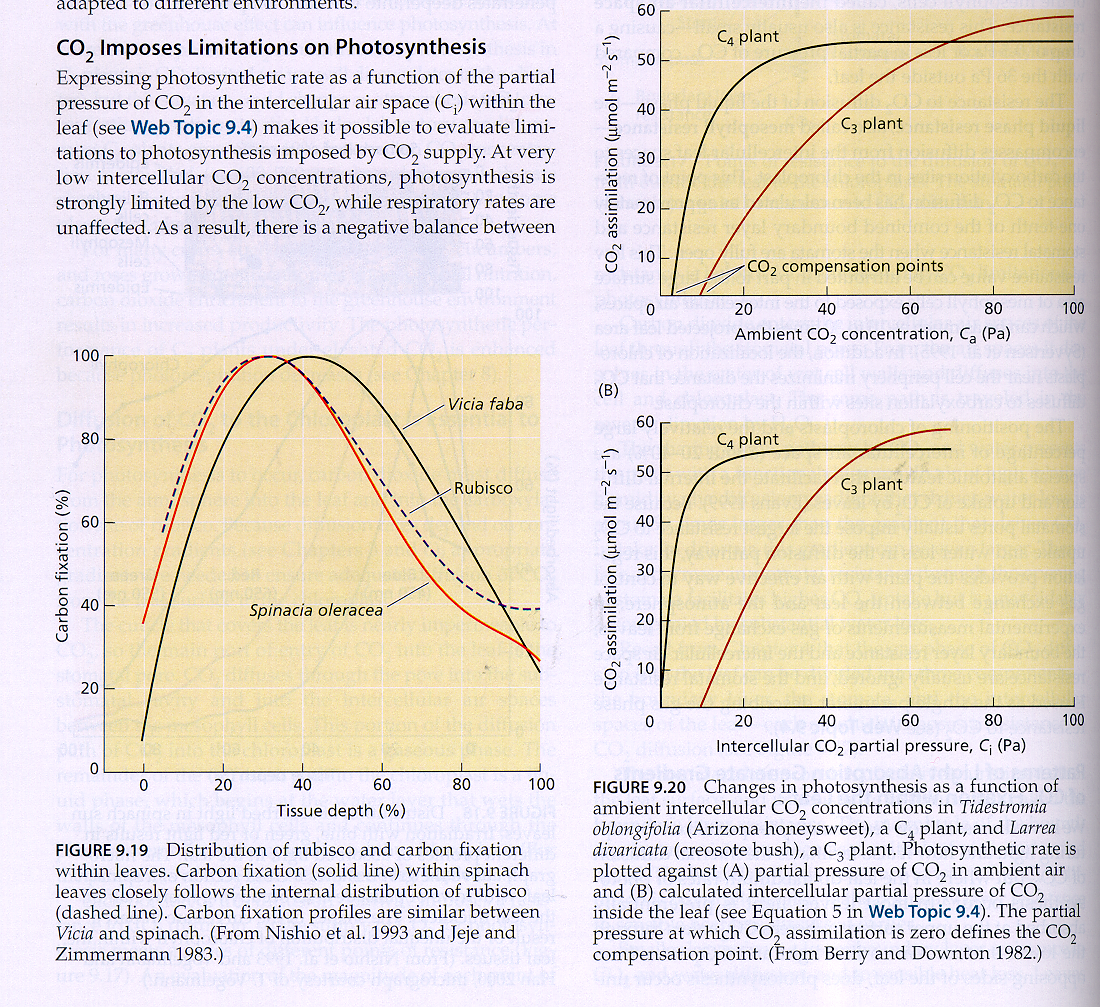 adapted to different environments.
CO2 Imposes Limitations on Photosynthesis
Expressing photosynthetic rate as a function of the partial
pressure of CO2 in the intercellular air space (Ci) within the
leaf (see Web Topic 9.4) makes it possible to evaluate limi-
tations to photosynthesis imposed by CO2 supply. At very
low intercellular CO2 concentrations, photosynthesis is
strongly limited by the low CO2, while respiratory rates are
unaffected. As a result, there is a negative balance between
100
80
60
40
20
0
Carbon fixation (%)
Vicia faba
Rubisco
Spinacia oleracea
0 20 40 60 80 100
Tissue depth (%)
FIGURE 9.19 Distribution of rubisco and carbon fixation
within leaves. Carbon fixation (solid line) within spinach
leaves closely follows the internal distribution of rubisco
(dashed line). Carbon fixation profiles are similar between
Vicia and spinach. (From Nishio et al. 1993 and Jeje and
Zimmermann 1983.)
60
50
40
30
20
10
CO2 assimilation (µmol m−2 s−1)
C4 plant
C3 plant
CO2 compensation points
0 20 40 60 80 100
Ambient CO2 concentration, Ca (Pa)
(B)
60
50
40
30
20
10
CO2 assimilation (µmol m−2 s−1)
C4 plant
C3 plant
0 20 40 60 80 100
Intercellular CO2 partial pressure, Ci (Pa)
FIGURE 9.20 Changes in photosynthesis as a function of
ambient intercellular CO2 concentrations in Tidestromia
oblongifolia (Arizona honeysweet), a C4 plant, and Larrea
divaricata (creosote bush), a C3 plant. Photosynthetic rate is
plotted against (A) partial pressure of CO2 in ambient air
and (B) calculated intercellular partial pressure of CO2
inside the leaf (see Equation 5 in Web Topic 9.4). The partial
pressure at which CO2 assimilation is zero defines the CO2
compensation point. (From Berry and Downton 1982.)